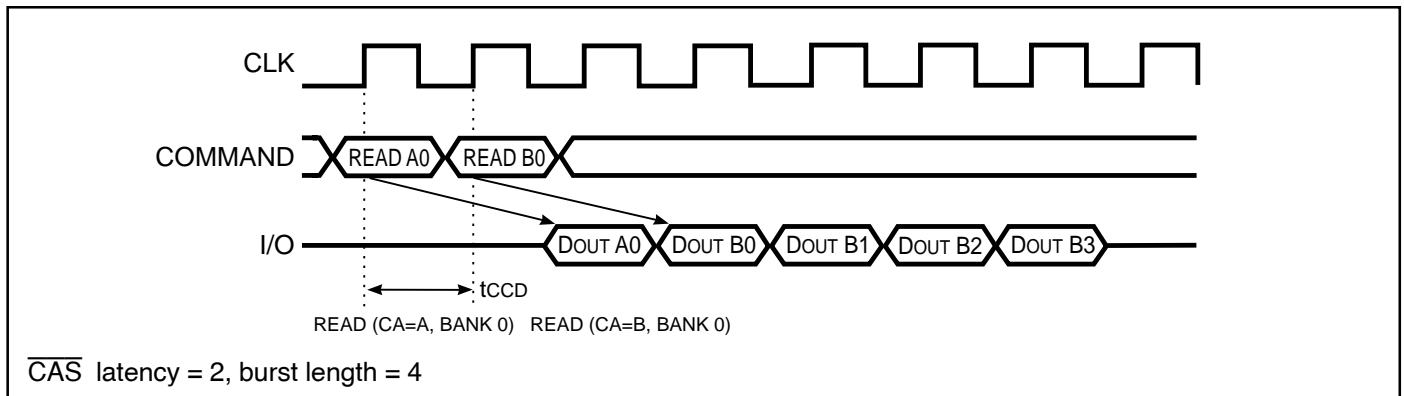 CLK
COMMAND READ A0 READ B0
I/O DOUT A0 DOUT B0 DOUT B1 DOUT B2 DOUT B3
tCCD
READ (CA=A, BANK 0) READ (CA=B, BANK 0)
CAS latency = 2, burst length = 4